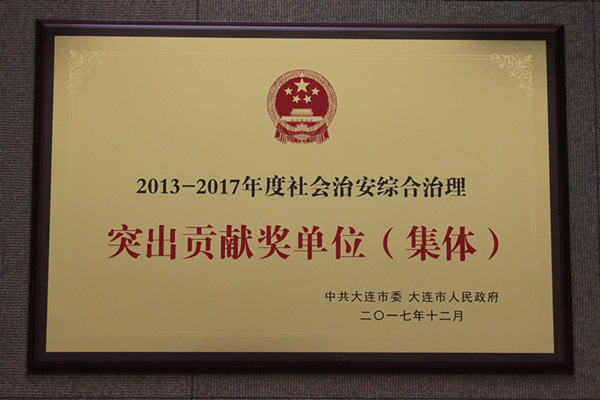 2013-2017年度社会治安综合治理
突出贡献奖单位（集体）
中共大连市委 大连市人民政府
二〇一七年十二月